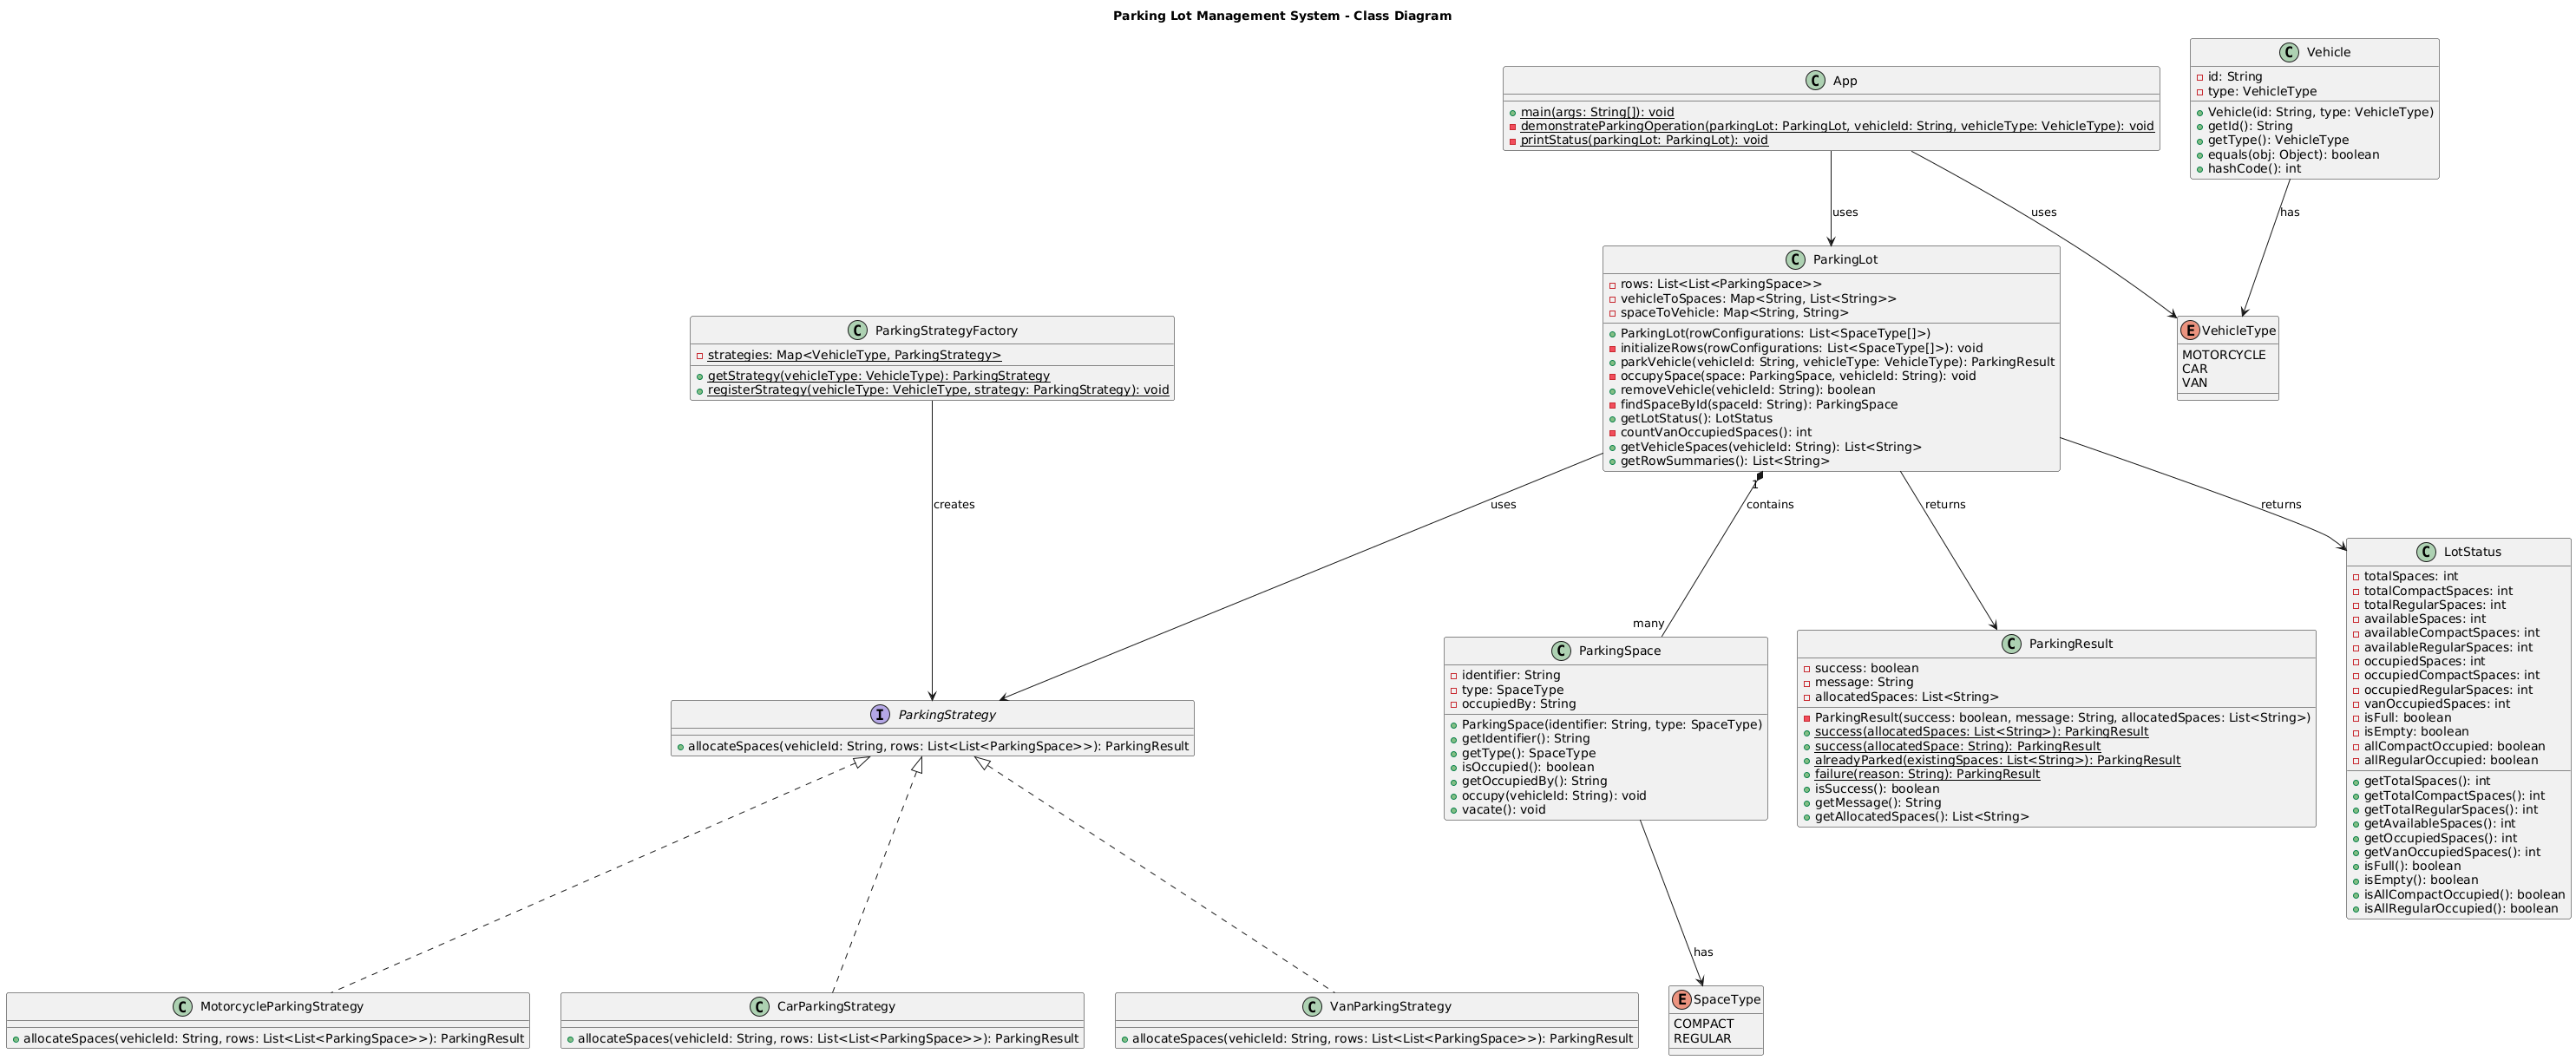 Parking Lot Management System - Class Diagram
C Vehicle
id: String
type: VehicleType
Vehicle(id: String, type: VehicleType)
getId(): String
getType(): VehicleType
equals(obj: Object): boolean
hashCode(): int
C App
main(args: String[]): void
demonstrateParkingOperation(parkingLot: ParkingLot, vehicleId: String, vehicleType: VehicleType): void
printStatus(parkingLot: ParkingLot): void
uses
uses
has
C ParkingLot
rows: List<List<ParkingSpace>>
vehicleToSpaces: Map<String, List<String>>
spaceToVehicle: Map<String, String>
ParkingLot(rowConfigurations: List<SpaceType[]>)
initializeRows(rowConfigurations: List<SpaceType[]>): void
parkVehicle(vehicleId: String, vehicleType: VehicleType): ParkingResult
occupySpace(space: ParkingSpace, vehicleId: String): void
removeVehicle(vehicleId: String): boolean
findSpaceById(spaceId: String): ParkingSpace
getLotStatus(): LotStatus
countVanOccupiedSpaces(): int
getVehicleSpaces(vehicleId: String): List<String>
getRowSummaries(): List<String>
C ParkingStrategyFactory
strategies: Map<VehicleType, ParkingStrategy>
getStrategy(vehicleType: VehicleType): ParkingStrategy
registerStrategy(vehicleType: VehicleType, strategy: ParkingStrategy): void
E VehicleType
MOTORCYCLE
CAR
VAN
creates
uses
1
contains
many
returns
returns
C LotStatus
totalSpaces: int
totalCompactSpaces: int
totalRegularSpaces: int
availableSpaces: int
availableCompactSpaces: int
availableRegularSpaces: int
occupiedSpaces: int
occupiedCompactSpaces: int
occupiedRegularSpaces: int
vanOccupiedSpaces: int
isFull: boolean
isEmpty: boolean
allCompactOccupied: boolean
allRegularOccupied: boolean
getTotalSpaces(): int
getTotalCompactSpaces(): int
getTotalRegularSpaces(): int
getAvailableSpaces(): int
getOccupiedSpaces(): int
getVanOccupiedSpaces(): int
isFull(): boolean
isEmpty(): boolean
isAllCompactOccupied(): boolean
isAllRegularOccupied(): boolean
I ParkingStrategy
allocateSpaces(vehicleId: String, rows: List<List<ParkingSpace>>): ParkingResult
C ParkingSpace
identifier: String
type: SpaceType
occupiedBy: String
ParkingSpace(identifier: String, type: SpaceType)
getIdentifier(): String
getType(): SpaceType
isOccupied(): boolean
getOccupiedBy(): String
occupy(vehicleId: String): void
vacate(): void
C ParkingResult
success: boolean
message: String
allocatedSpaces: List<String>
ParkingResult(success: boolean, message: String, allocatedSpaces: List<String>)
success(allocatedSpaces: List<String>): ParkingResult
success(allocatedSpace: String): ParkingResult
alreadyParked(existingSpaces: List<String>): ParkingResult
failure(reason: String): ParkingResult
isSuccess(): boolean
getMessage(): String
getAllocatedSpaces(): List<String>
has
C MotorcycleParkingStrategy
allocateSpaces(vehicleId: String, rows: List<List<ParkingSpace>>): ParkingResult
C CarParkingStrategy
allocateSpaces(vehicleId: String, rows: List<List<ParkingSpace>>): ParkingResult
C VanParkingStrategy
allocateSpaces(vehicleId: String, rows: List<List<ParkingSpace>>): ParkingResult
E SpaceType
COMPACT
REGULAR